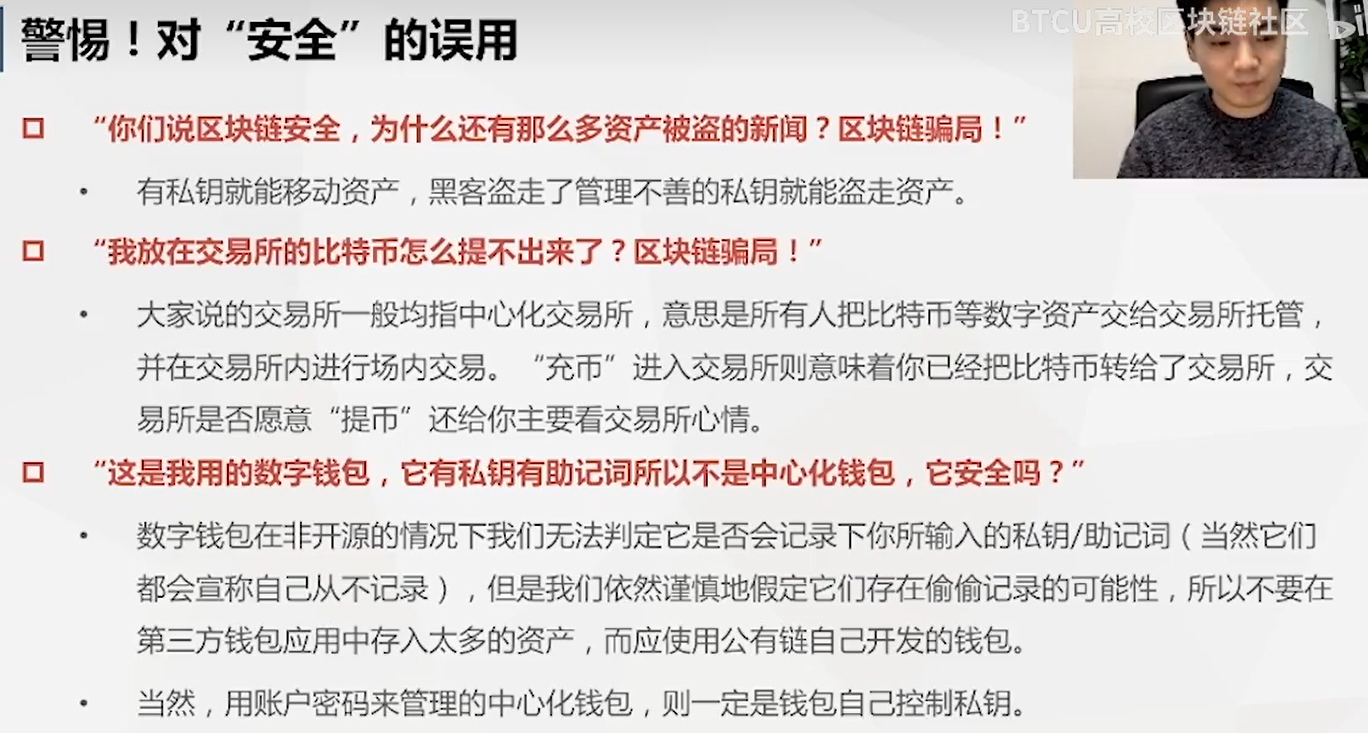 警惕！对“安全”的误用
BTCU高校区块链社区
“你们说区块链安全，为什么还有那么多资产被盗的新闻？区块链骗局！”
• 有私钥就能移动资产，黑客盗走了管理不善的私钥就能盗走资产。
“我放在交易所的比特币怎么提不出来了？区块链骗局！”
• 大家说的交易所一般均指中心化交易所，意思是所有人把比特币等数字资产交给交易所托管，
并在交易所内进行场内交易。“充币”进入交易所则意味着你已经把比特币转给了交易所，交
易所是否愿意“提币”还给你主要看交易所心情。
“这是我用的数字钱包，它有私钥有助记词所以不是中心化钱包，它安全吗？”
• 数字钱包在非开源的情况下我们无法判定它是否会记录下你所输入的私钥/助记词（当然它们
都会宣称自己从不记录），但是我们依然谨慎地假定它们存在偷偷记录的可能性，所以不要在
第三方钱包应用中存入太多的资产，而应使用公有链自己开发的钱包。
• 当然，用账户密码来管理的中心化钱包，则一定是钱包自己控制私钥。